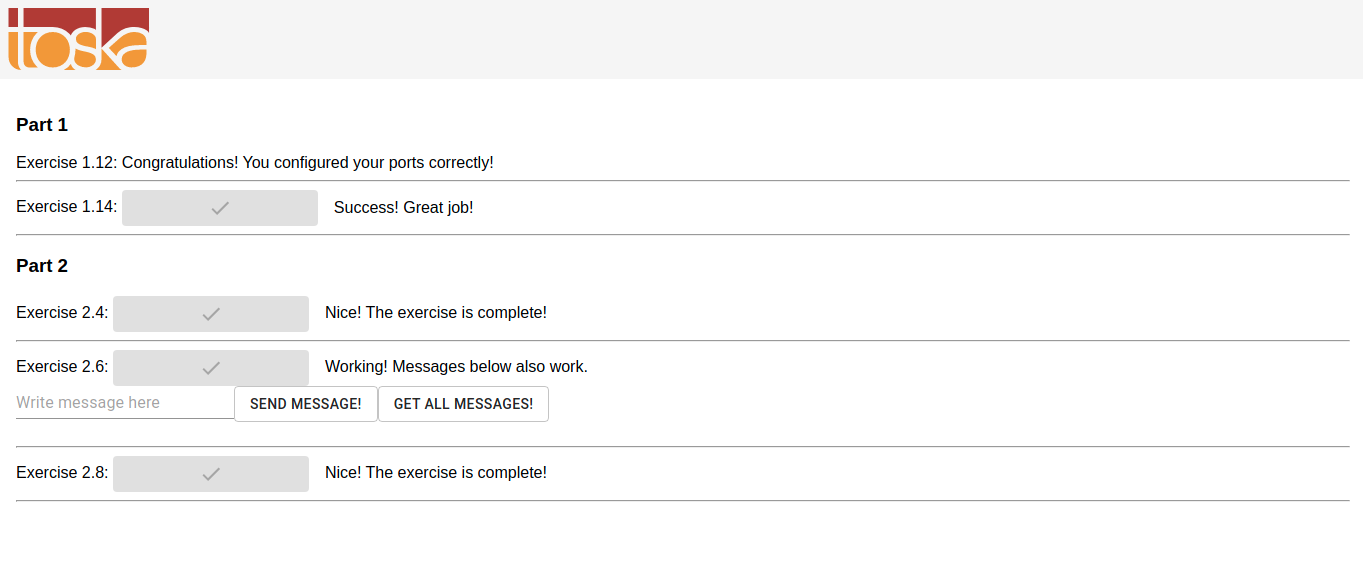 toska
Part 1
Exercise 1.12: Congratulations! You configured your ports correctly!
Exercise 1.14: Success! Great job!
Part 2
Exercise 2.4: Nice! The exercise is complete!
Exercise 2.6: Working! Messages below also work.
Write message here SEND MESSAGE! GET ALL MESSAGES!
Exercise 2.8: Nice! The exercise is complete!